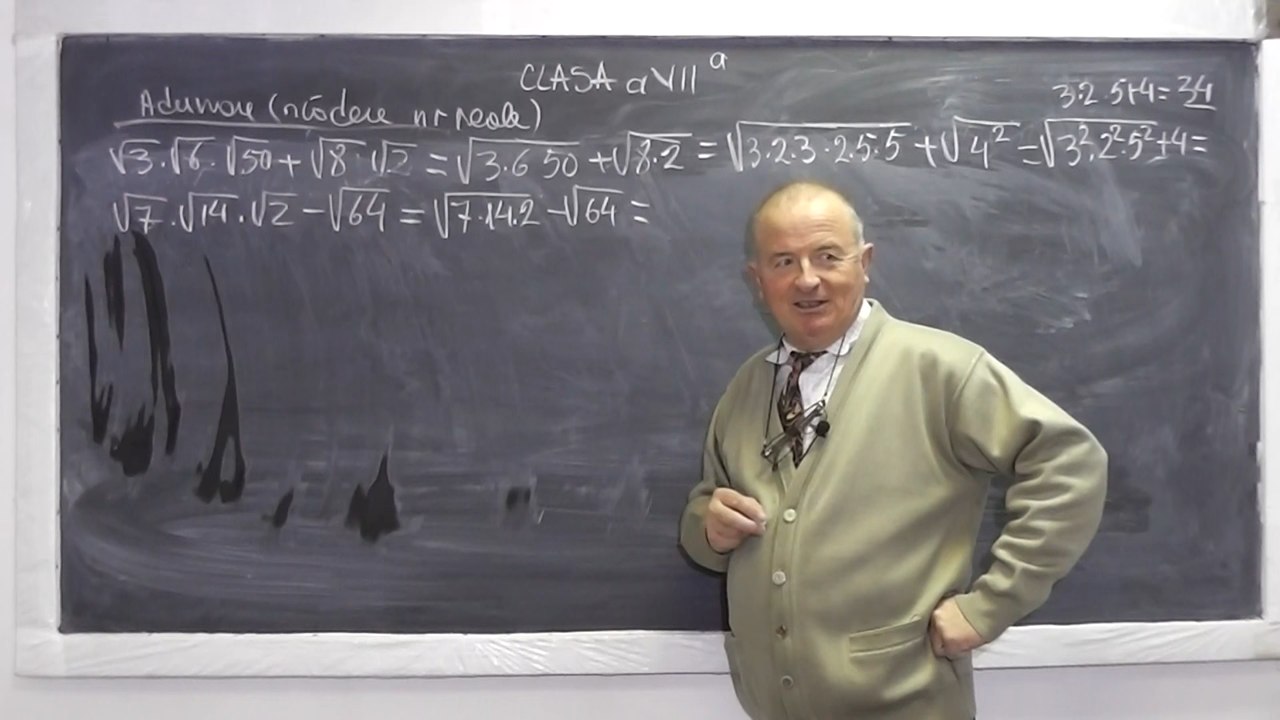 CLASA a VII a
3·2·5+4=34
Adunare (scădere nr reale)
√3·√6·√50+√8·√2=√3·6·50+√8·2=√3·2·3·2·5·5+√4²=√3²·2²·5²+4=
√7·√14·√2-√64=√7·14·2-√64=